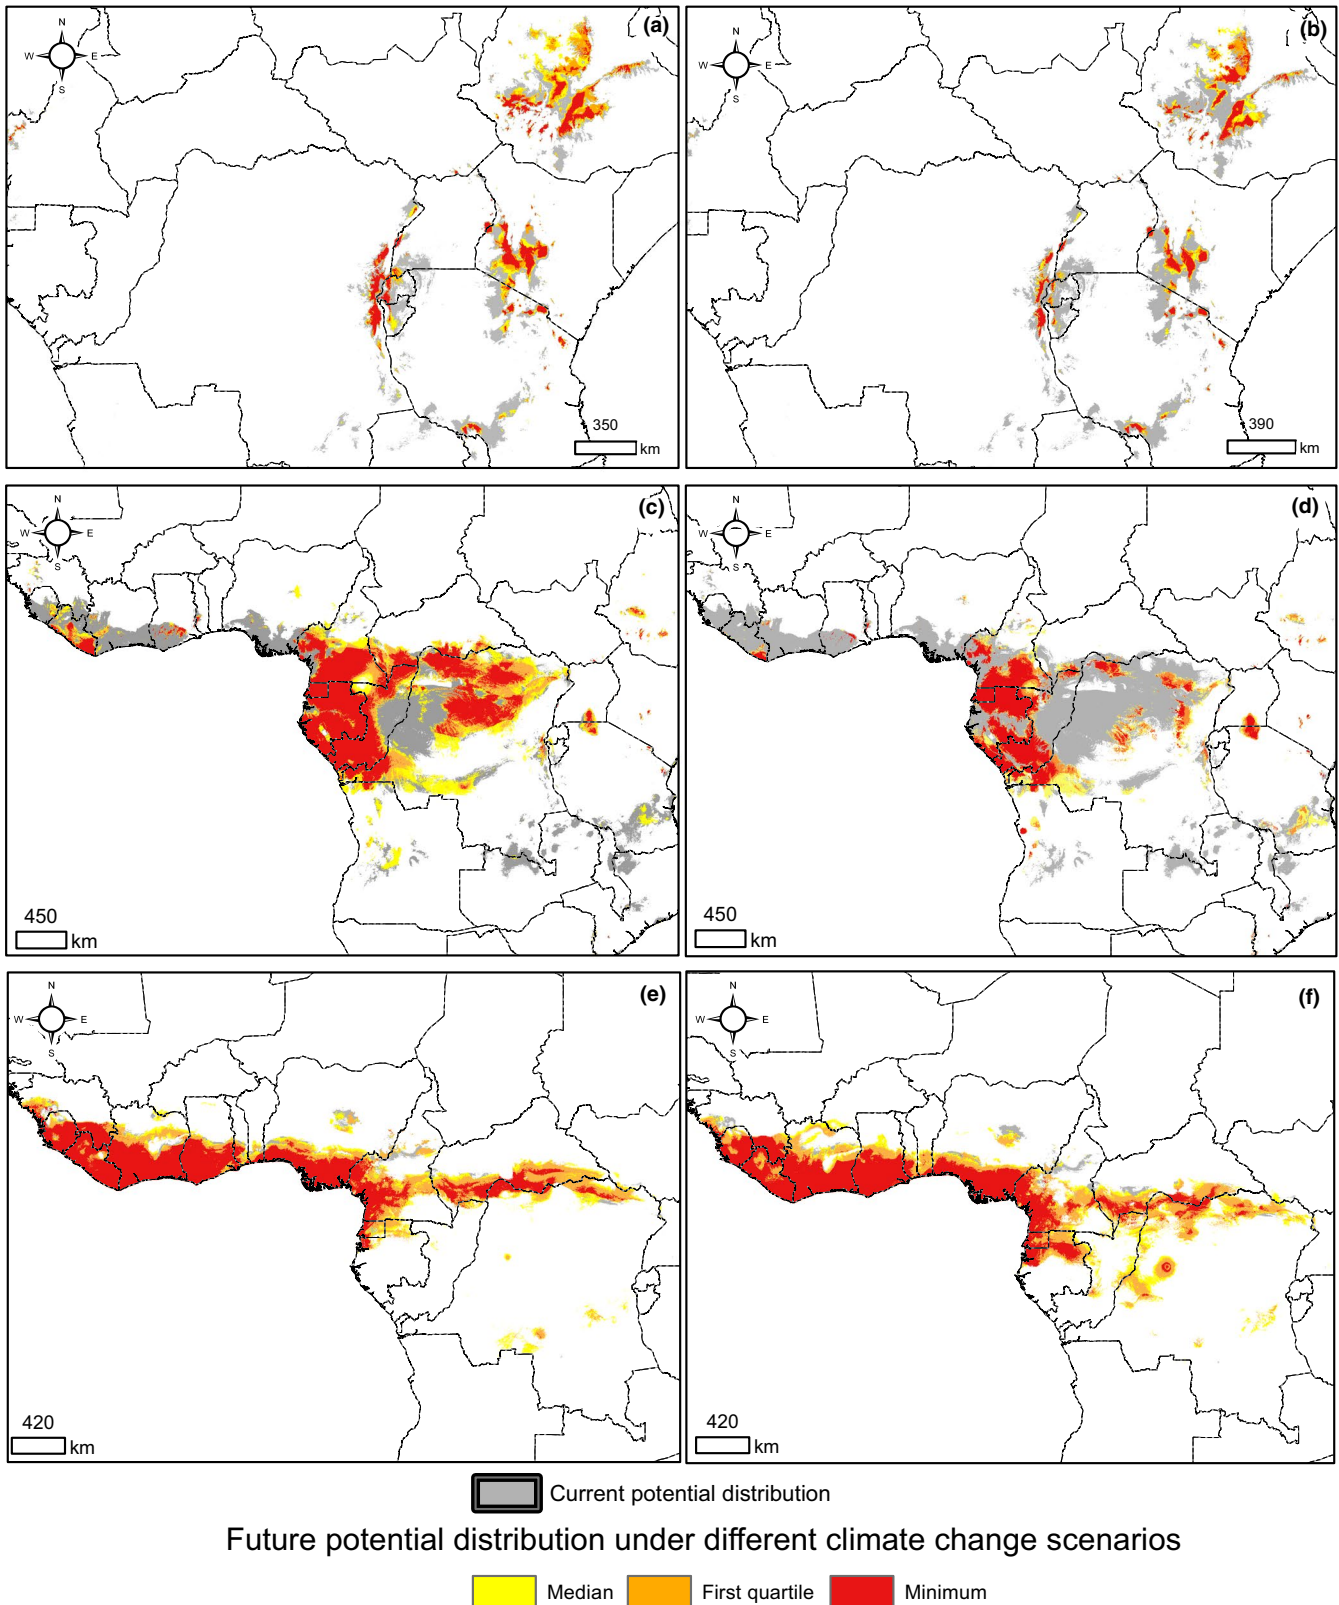 (a)
N
W E
S
350
km
(b)
N
W E
S
390
km
(c)
N
W E
S
450
km
(d)
N
W E
S
450
km
(e)
N
W E
S
420
km
(f)
N
W E
S
420
km
Current potential distribution
Future potential distribution under different climate change scenarios
Median First quartile Minimum